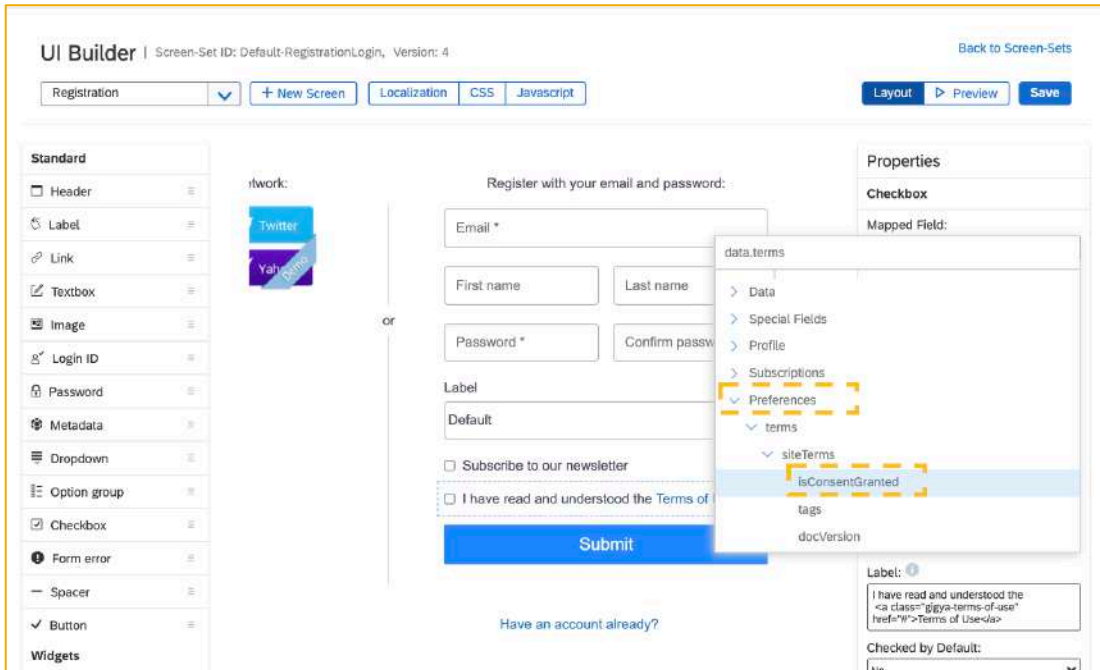 UI Builder | Screen-Set ID: Default-RegistrationLogin, Version: 4
Back to Screen-Sets
Registration
+ New Screen
Localization
CSS
Javascript
Layout
Preview
Save
Standard
Header
Label
Link
Textbox
Image
Login ID
Password
Metadata
Dropdown
Option group
Checkbox
Form error
Spacer
Button
Widgets
twork:
Twitter
Yah
Demo
or
Register with your email and password:
Email *
First name
Last name
Password *
Confirm passw
Label
Default
Subscribe to our newsletter
I have read and understood the Terms of
Submit
Have an account already?
Properties
Checkbox
Mapped Field:
data.terms
Data
Special Fields
Profile
Subscriptions
Preferences
terms
siteTerms
isConsentGranted
tags
docVersion
Label:
I have read and understood the
<a class="gigya-terms-of-use"
href="#">Terms of Use</a>
Checked by Default: